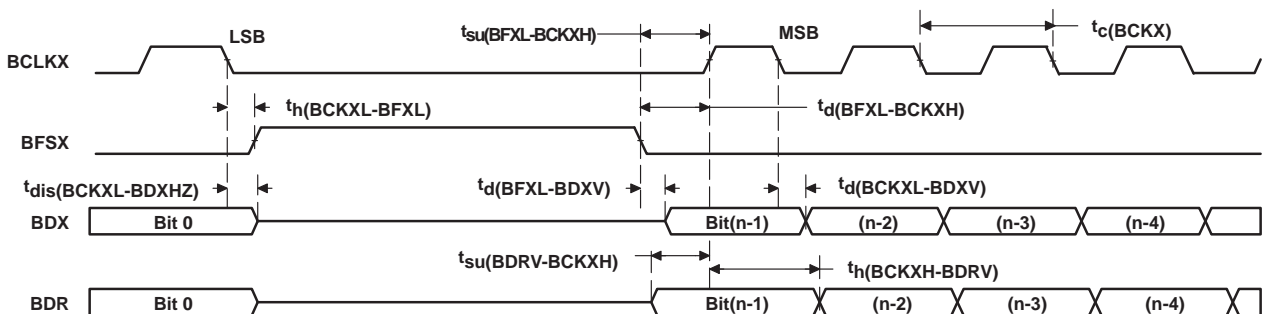 LSB tsu(BFXL-BCKXH) MSB tc(BCKX)
BCLKX
th(BCKXL-BFXL) td(BFXL-BCKXH)
BFSX
tdis(BCKXL-BDXHZ) td(BFXL-BDXV) td(BCKXL-BDXV)
BDX Bit 0 Bit(n-1) (n-2) (n-3) (n-4)
tsu(BDRV-BCKXH) th(BCKXH-BDRV)
BDR Bit 0 Bit(n-1) (n-2) (n-3) (n-4)